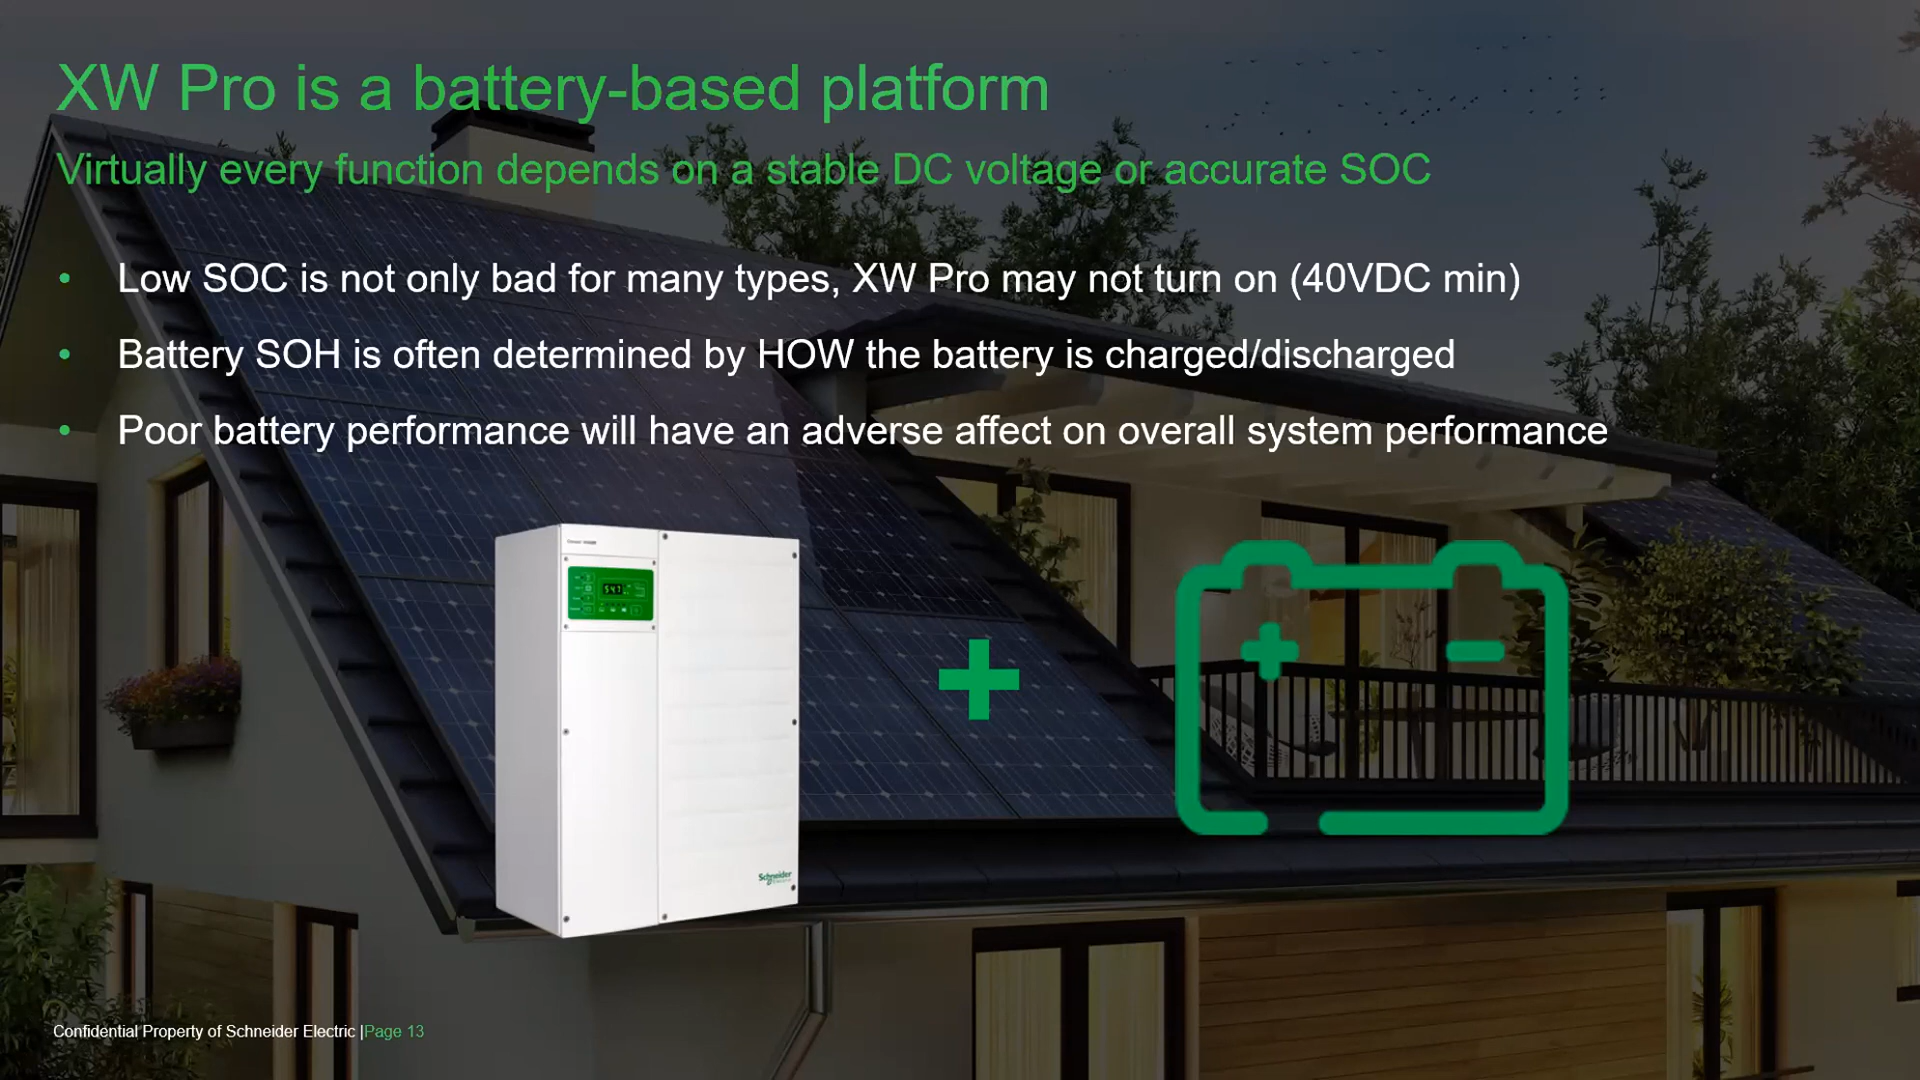 XW Pro is a battery-based platform
Virtually every function depends on a stable DC voltage or accurate SOC
• Low SOC is not only bad for many types, XW Pro may not turn on (40VDC min)
• Battery SOH is often determined by HOW the battery is charged/discharged
• Poor battery performance will have an adverse affect on overall system performance
Schneider
Confidential Property of Schneider Electric |Page 13